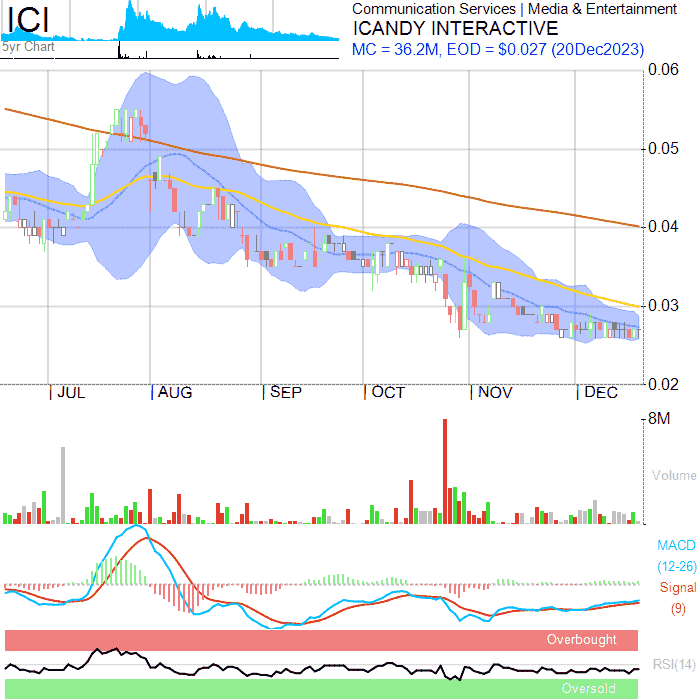 ICI
5yr Chart
Communication Services | Media & Entertainment
ICANDY INTERACTIVE
MC = 36.2M, EOD = $0.027 (20Dec2023)
0.06
0.05
0.04
0.03
0.02
JUL
AUG
SEP
OCT
NOV
DEC
8M
Volume
MACD
(12-26)
Signal
(9)
Overbought
RSI(14)
Oversold